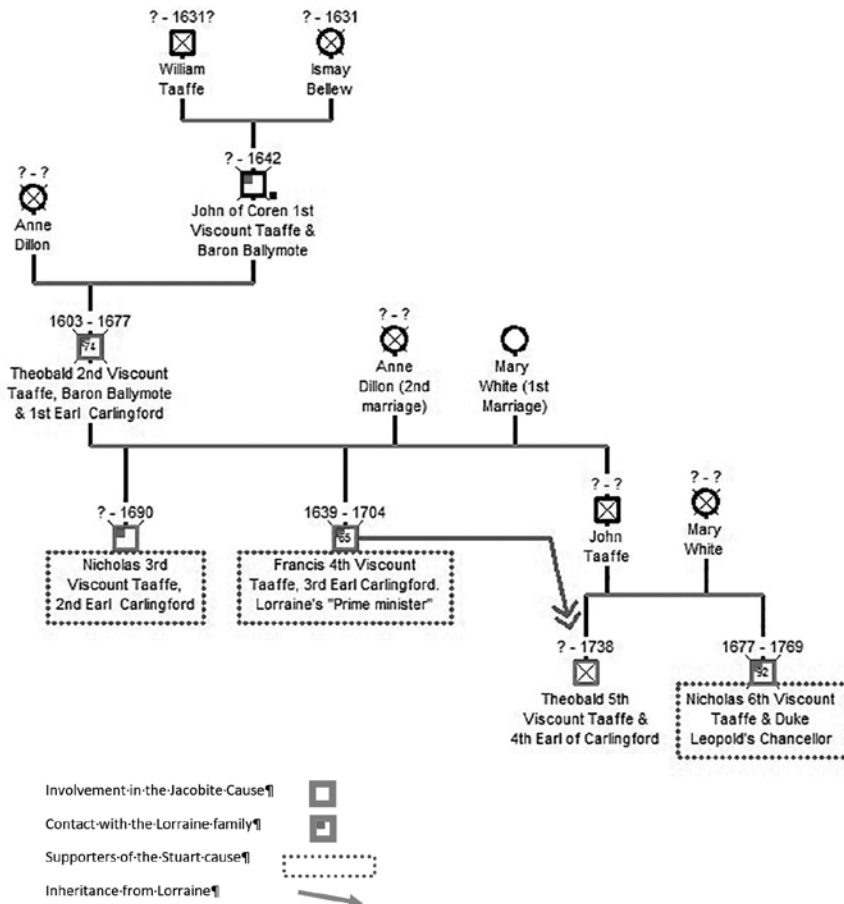 ? - 1631?
William
Taaffe
? - 1631
Ismay
Bellew
? - 1642
John of Coren 1st
Viscount Taaffe &
Baron Ballymote
? - ?
Anne
Dillon
1603 - 1677
74
Theobald 2nd Viscount
Taaffe, Baron Ballymote
& 1st Earl Carlingford
? - ?
Anne
Dillon (2nd
marriage)
Mary
White (1st
Marriage)
? - 1690
Nicholas 3rd
Viscount Taaffe,
2nd Earl Carlingford
1639 - 1704
65
Francis 4th Viscount
Taaffe, 3rd Earl Carlingford.
Lorraine's "Prime minister"
? - ?
John
Taaffe
? - ?
Mary
White
? - 1738
Theobald 5th
Viscount Taaffe &
4th Earl of Carlingford
1677 - 1769
92
Nicholas 6th Viscount
Taaffe & Duke
Leopold's Chancellor
Involvement·in·the·Jacobite·Cause¶
Contact·with·the·Lorraine·family¶
Supporters·of·the·Stuart·cause¶
Inheritance·from·Lorraine¶